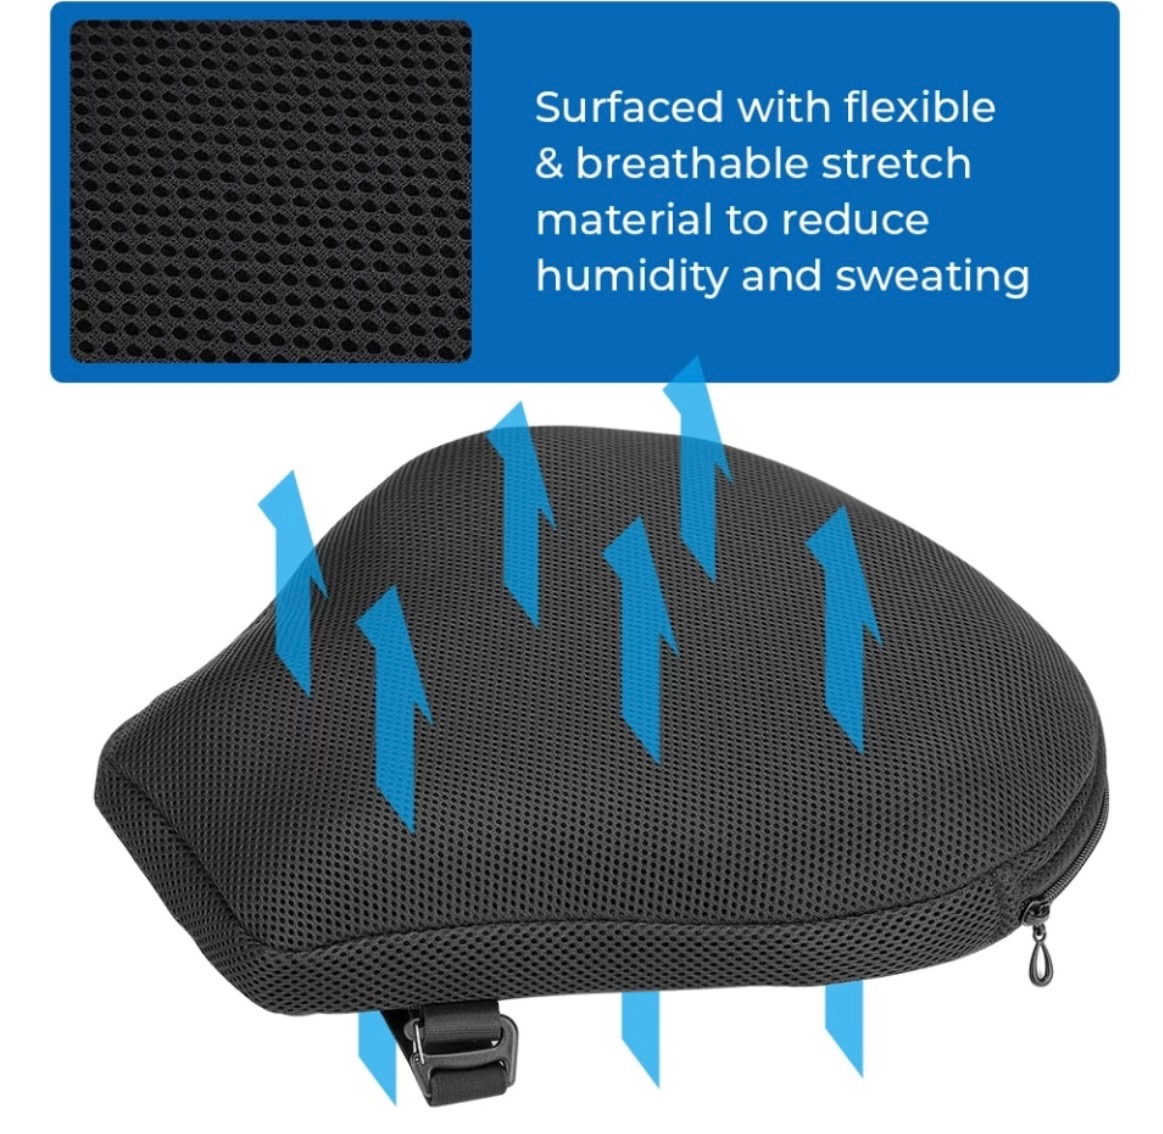 Surfaced with flexible
& breathable stretch
material to reduce
humidity and sweating